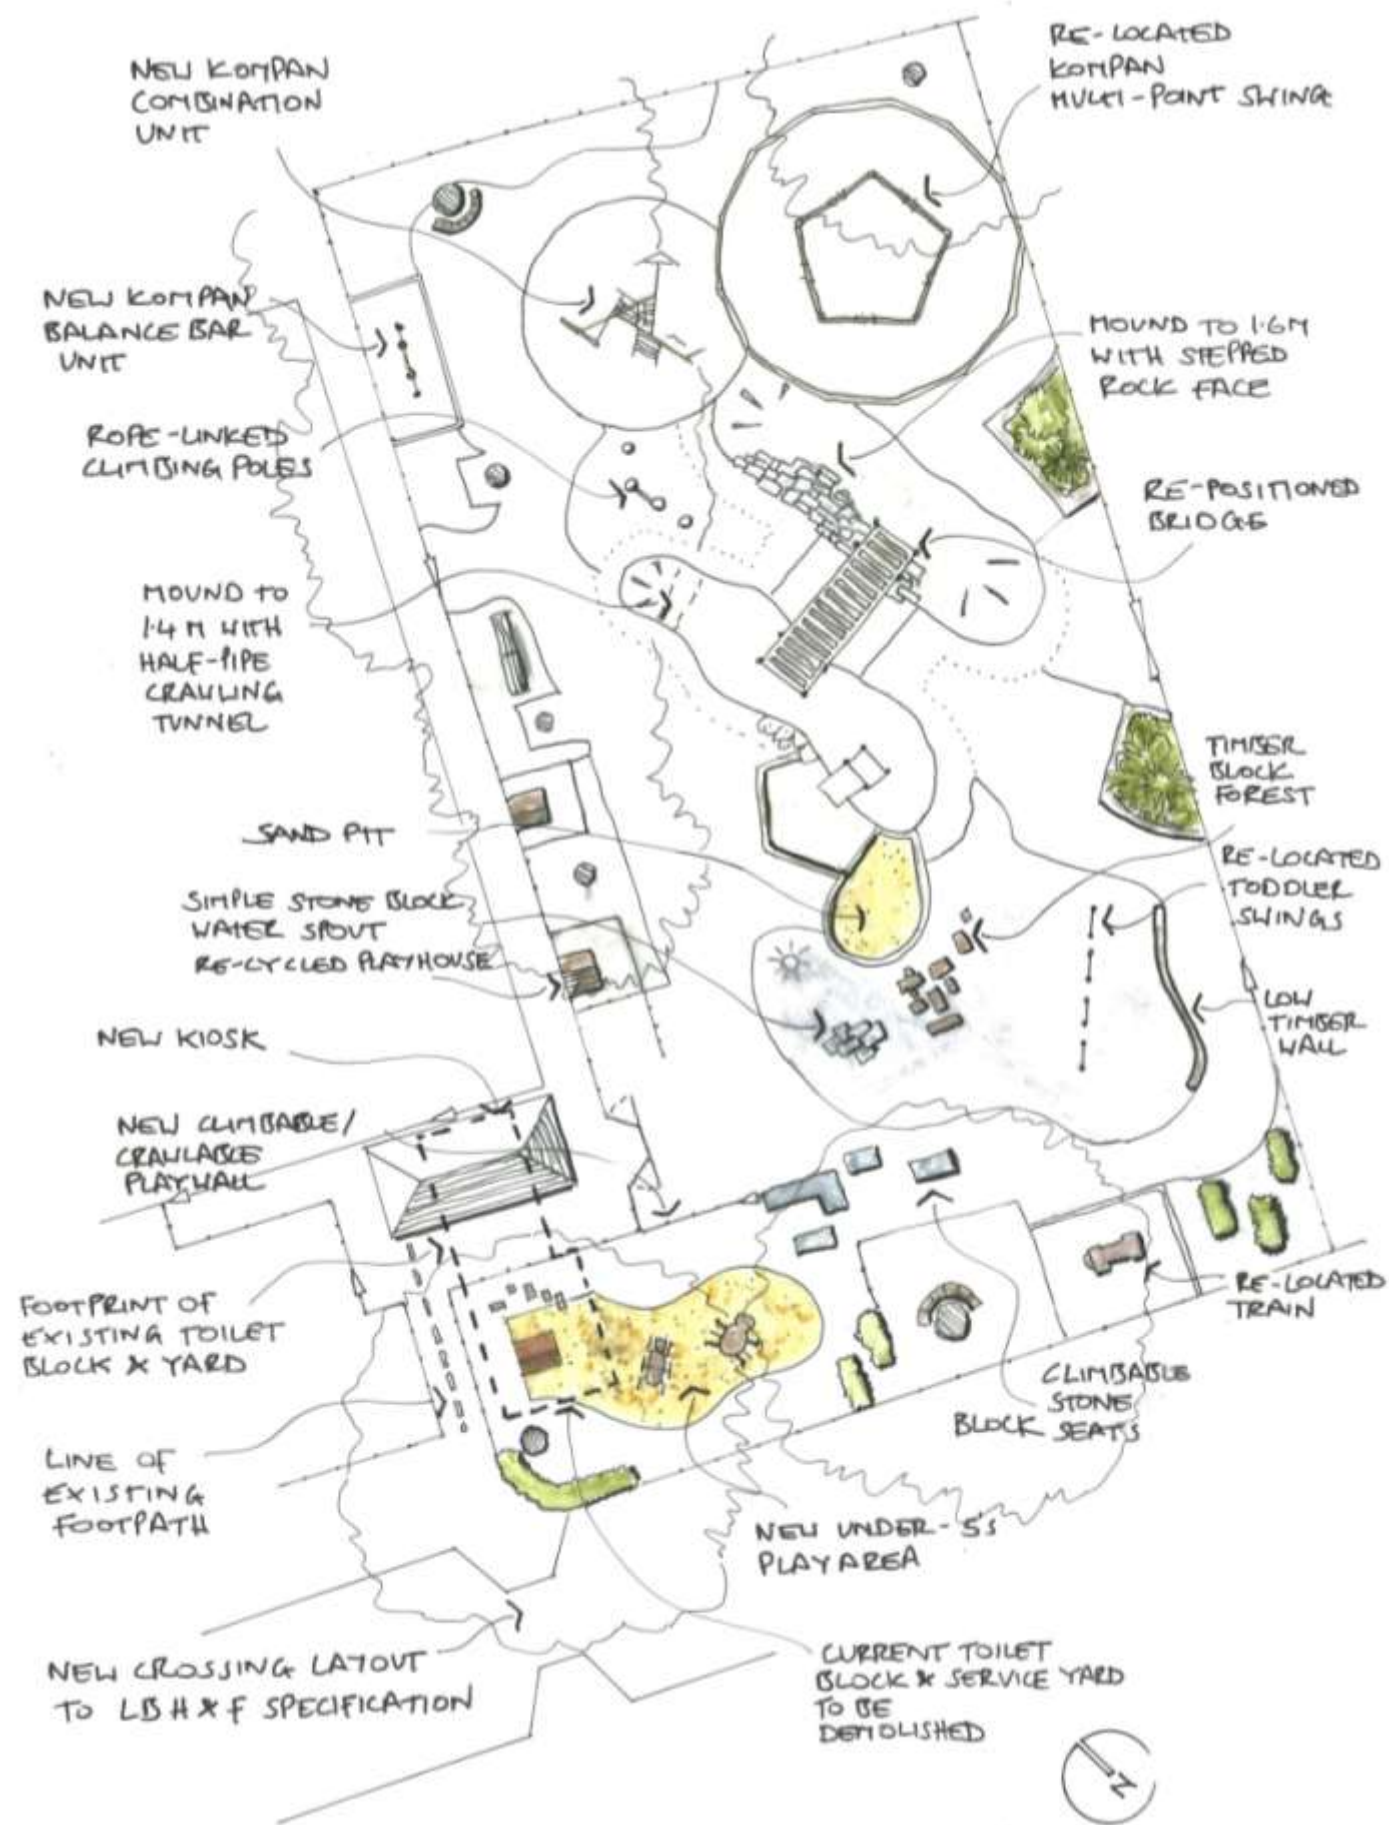 NEW KOMPAN
COMBINATION
UNIT
RE-LOCATED
KOMPAN
MULTI-POINT SWING
NEW KOMPAN
BALANCE BAR
UNIT
MOUND TO 1.6M
WITH STEPPED
ROCK FACE
ROPE-LINKED
CLIMBING POLES
RE-POSITIONED
BRIDGE
MOUND TO
1.4 M WITH
HALF-PIPE
CRAWLING
TUNNEL
TIMBER
BLOCK
FOREST
SAND PIT
RE-LOCATED
TODDLER
SWINGS
SIMPLE STONE BLOCK
WATER SPOUT
RE-CYCLED PLAYHOUSE
LOW
TIMBER
WALL
NEW KIOSK
NEW CLIMBABLE/
CRAWLABLE
PLAYWALL
FOOTPRINT OF
EXISTING TOILET
BLOCK & YARD
RE-LOCATED
TRAIN
CLIMBABLE
STONE
BLOCK SEATS
LINE OF
EXISTING
FOOTPATH
NEW UNDER-5'S
PLAY AREA
NEW CROSSING LAYOUT
TO LBH & F SPECIFICATION
CURRENT TOILET
BLOCK & SERVICE YARD
TO BE
DEMOLISHED
N